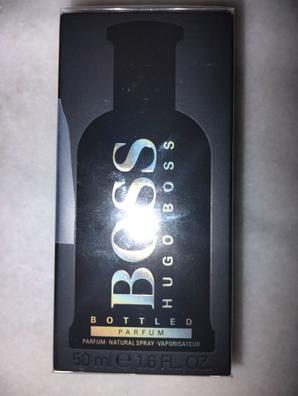 BOSS
HUGO BOSS
BOTTLED
PARFUM
PARFUM-NATURAL SPRAY-VAPORISATEUR
50 ml ℮ 1.6 FL. OZ.